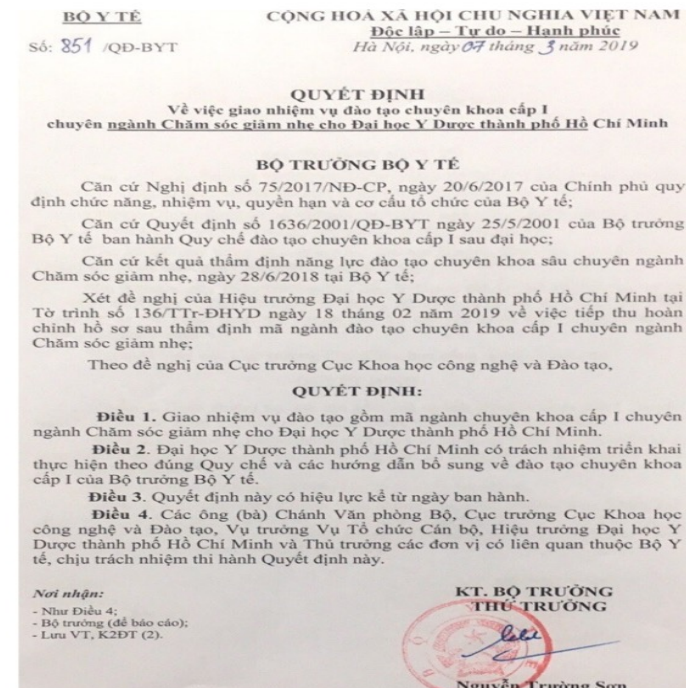 BỘ Y TẾ
CỘNG HOÀ XÃ HỘI CHỦ NGHĨA VIỆT NAM
Độc lập – Tự do – Hạnh phúc
Số: 851 /QĐ-BYT
Hà Nội, ngày 07 tháng 3 năm 2019
QUYẾT ĐỊNH
Về việc giao nhiệm vụ đào tạo chuyên khoa cấp I
chuyên ngành Chăm sóc giảm nhẹ cho Đại học Y Dược thành phố Hồ Chí Minh
BỘ TRƯỞNG BỘ Y TẾ
Căn cứ Nghị định số 75/2017/NĐ-CP, ngày 20/6/2017 của Chính phủ quy
định chức năng, nhiệm vụ, quyền hạn và cơ cấu tổ chức của Bộ Y tế;
Căn cứ Quyết định số 1636/2001/QĐ-BYT ngày 25/5/2001 của Bộ trưởng
Bộ Y tế ban hành Quy chế đào tạo chuyên khoa cấp I sau đại học;
Căn cứ kết quả thẩm định năng lực đào tạo chuyên khoa sâu chuyên ngành
Chăm sóc giảm nhẹ, ngày 28/6/2018 tại Bộ Y tế;
Xét đề nghị của Hiệu trưởng Đại học Y Dược thành phố Hồ Chí Minh tại
Tờ trình số 136/TTr-ĐHYD ngày 18 tháng 02 năm 2019 về việc tiếp thu hoàn
chỉnh hồ sơ sau thẩm định mã ngành đào tạo chuyên khoa cấp I chuyên ngành
Chăm sóc giảm nhẹ;
Theo đề nghị của Cục trưởng Cục Khoa học công nghệ và Đào tạo,
QUYẾT ĐỊNH:
Điều 1. Giao nhiệm vụ đào tạo gồm mã ngành chuyên khoa cấp I chuyên
ngành Chăm sóc giảm nhẹ cho Đại học Y Dược thành phố Hồ Chí Minh.
Điều 2. Đại học Y Dược thành phố Hồ Chí Minh có trách nhiệm triển khai
thực hiện theo đúng Quy chế và các hướng dẫn bổ sung về đào tạo chuyên khoa
cấp I của Bộ trưởng Bộ Y tế.
Điều 3. Quyết định này có hiệu lực kể từ ngày ban hành.
Điều 4. Các ông (bà) Chánh Văn phòng Bộ, Cục trưởng Cục Khoa học
công nghệ và Đào tạo, Vụ trưởng Vụ Tổ chức Cán bộ, Hiệu trưởng Đại học Y
Dược thành phố Hồ Chí Minh và Thủ trưởng các đơn vị có liên quan thuộc Bộ Y
tế, chịu trách nhiệm thi hành Quyết định này.
Nơi nhận:
- Như Điều 4;
- Bộ trưởng (để báo cáo);
- Lưu VT, K2ĐT (2).
KT. BỘ TRƯỞNG
THỨ TRƯỞNG
Nguyễn Trường Sơn